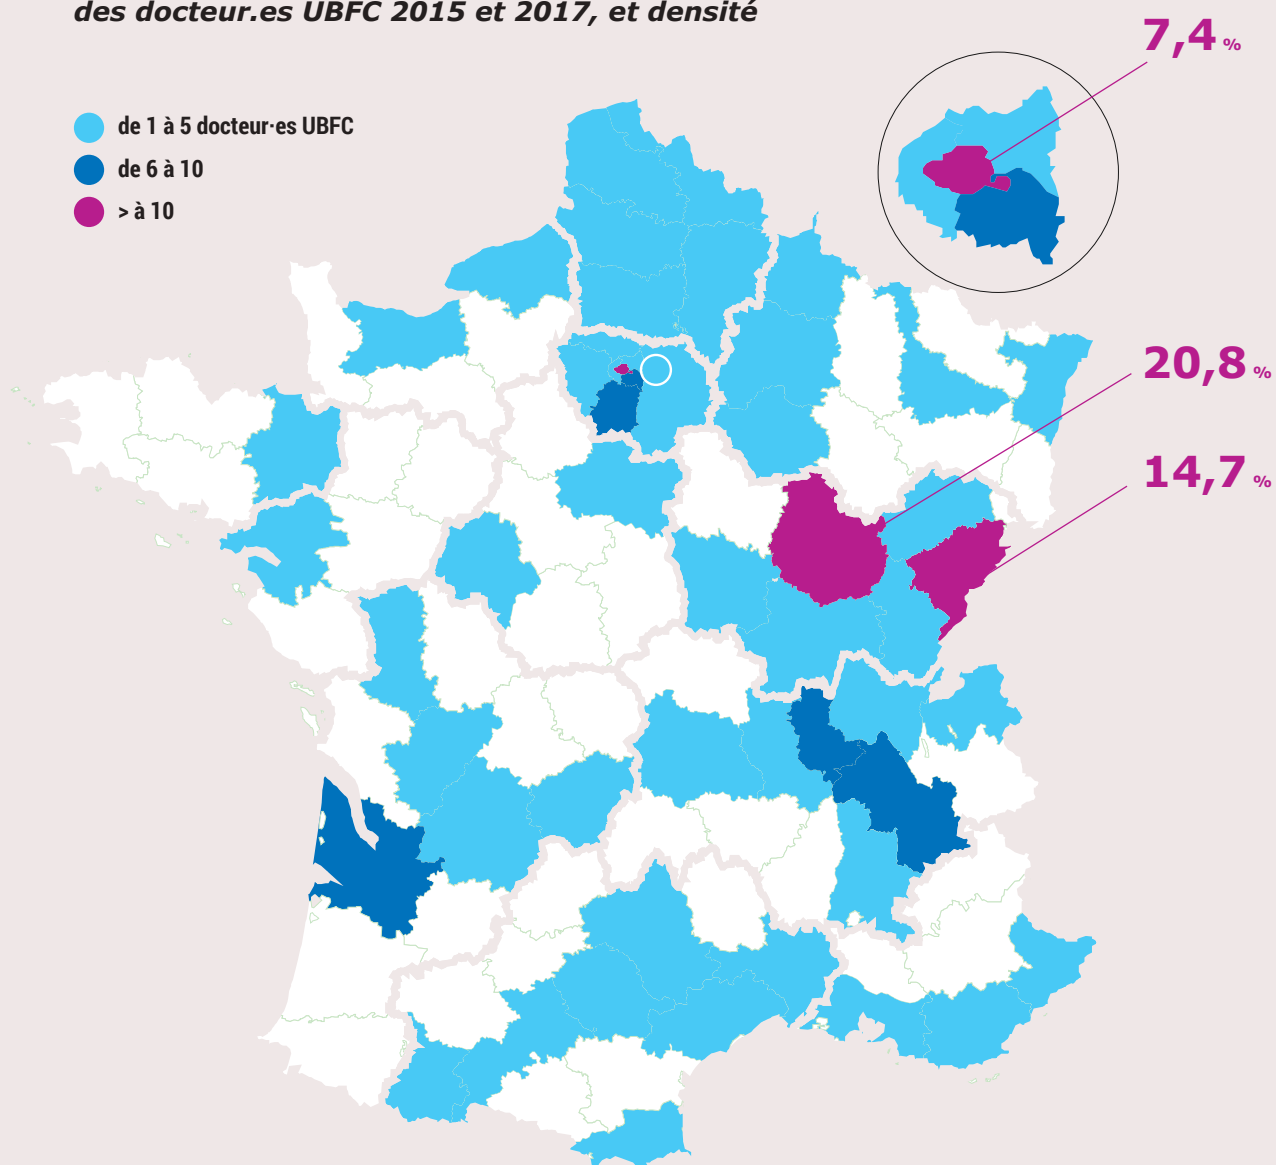 des docteur.es UBFC 2015 et 2017, et densité
7,4 %
de 1 à 5 docteur·es UBFC
de 6 à 10
> à 10
20,8 %
14,7 %